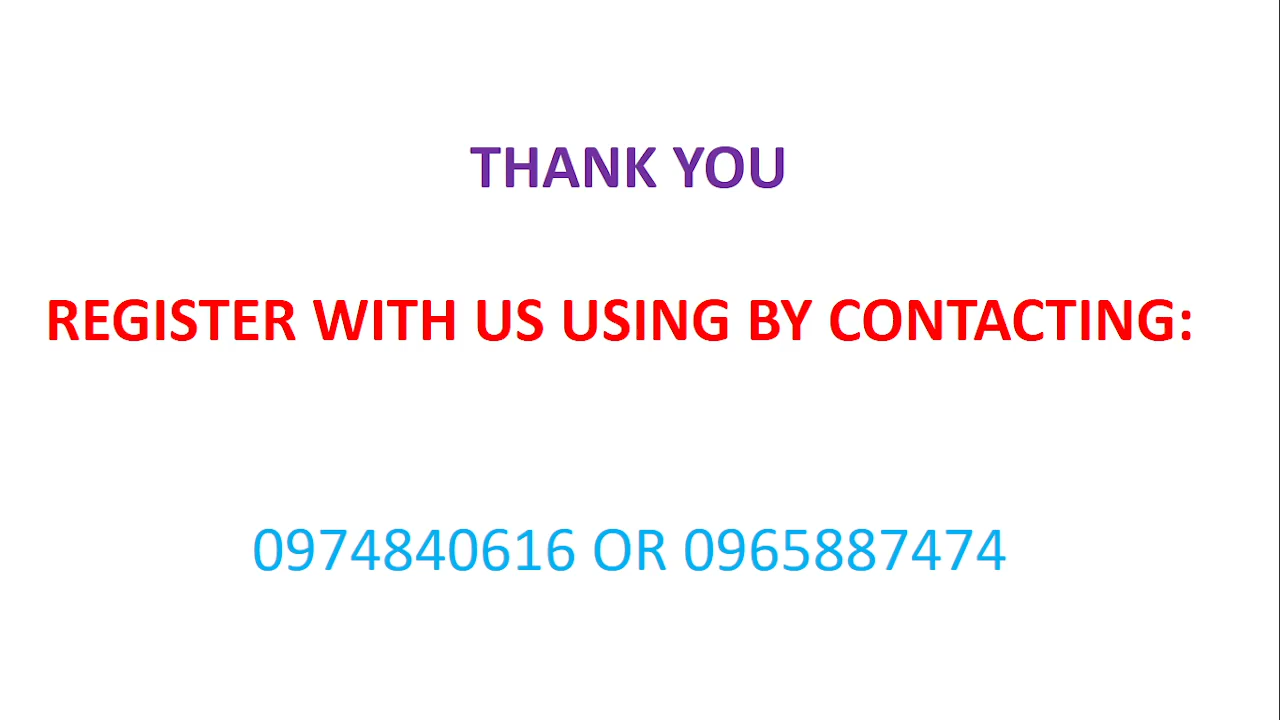 THANK YOU
REGISTER WITH US USING BY CONTACTING:
0974840616 OR 0965887474